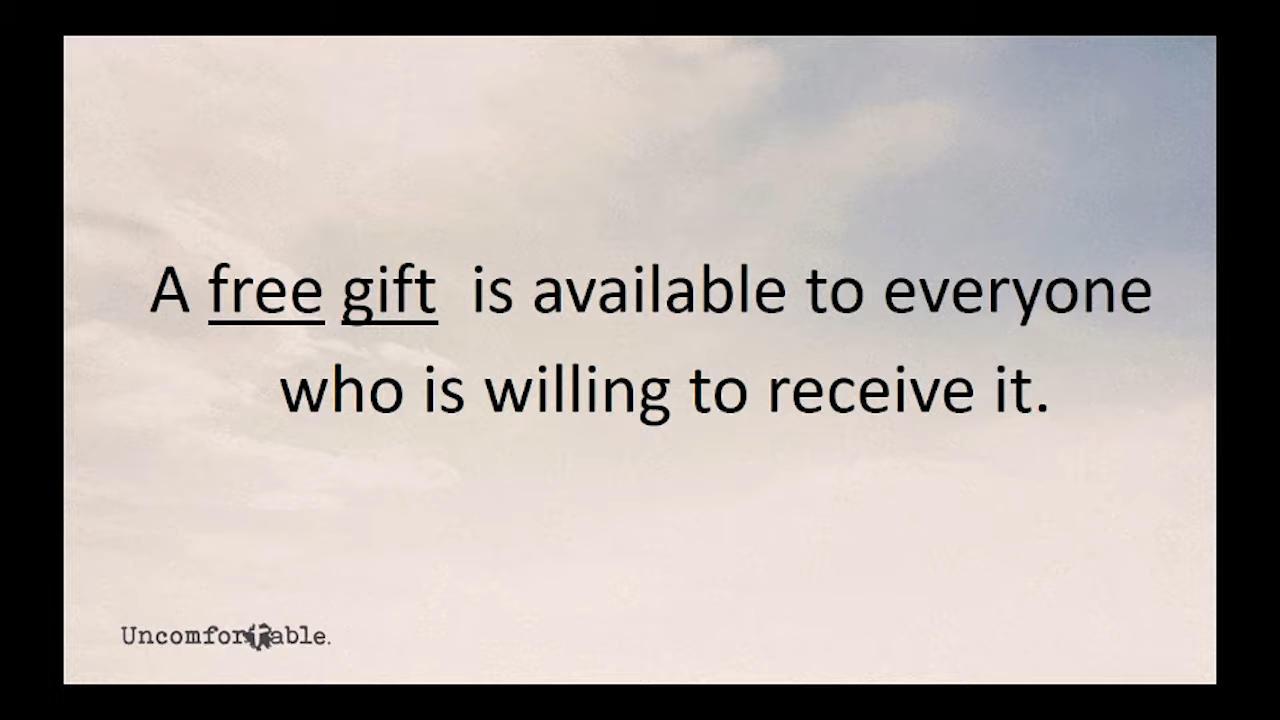 A free gift is available to everyone
who is willing to receive it.
Uncomfortable.